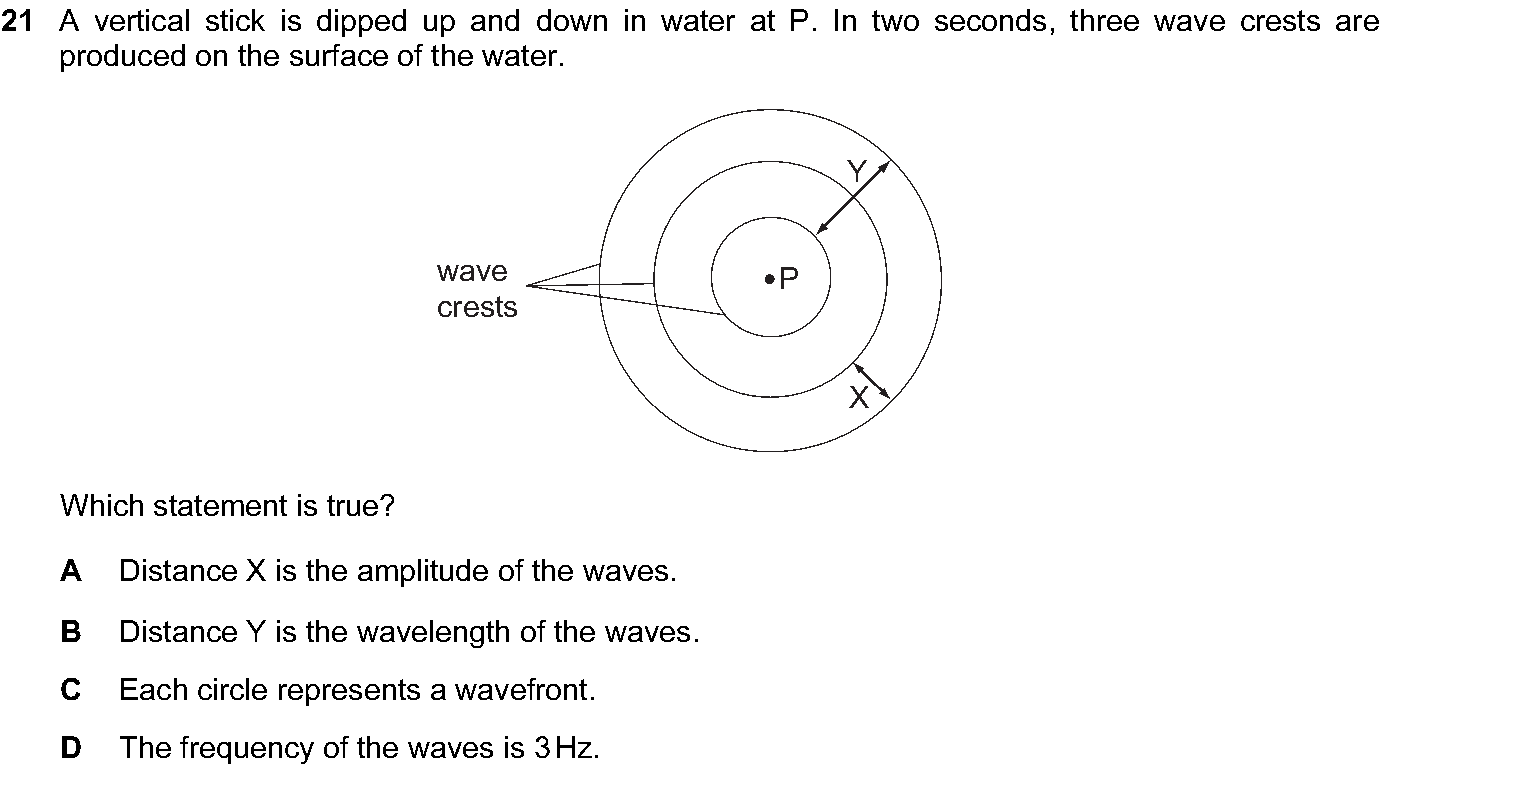 21 A vertical stick is dipped up and down in water at P. In two seconds, three wave crests are
produced on the surface of the water.
Y
wave
crests
P
X
Which statement is true?
A Distance X is the amplitude of the waves.
B Distance Y is the wavelength of the waves.
C Each circle represents a wavefront.
D The frequency of the waves is 3 Hz.